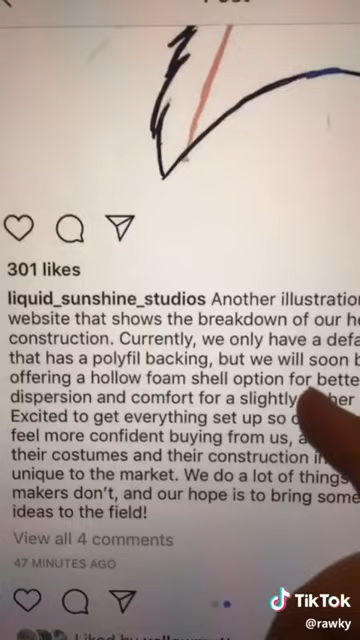 301 likes
liquid_sunshine_studios Another illustration
website that shows the breakdown of our
construction. Currently, we only have a
that has a polyfil backing, but we will soon
offering a hollow foam shell option for
dispersion and comfort for a slightly
Excited to get everything set up so
feel more confident buying from us,
their costumes and their construction
unique to the market. We do a lot of things
makers don't, and our hope is to bring some
ideas to the field!
View all 4 comments
47 MINUTES AGO
Liked by
TikTok
@rawky